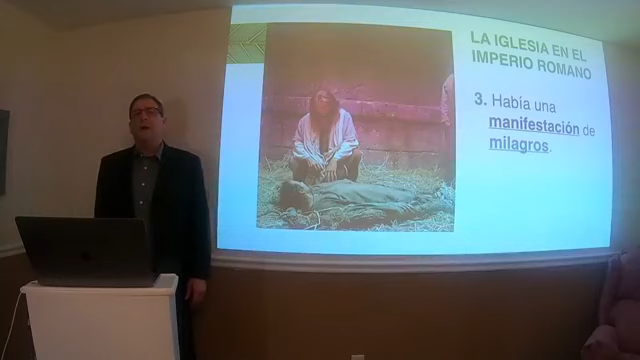 LA IGLESIA EN EL
IMPERIO ROMANO
3. Había una
manifestación de
milagros.